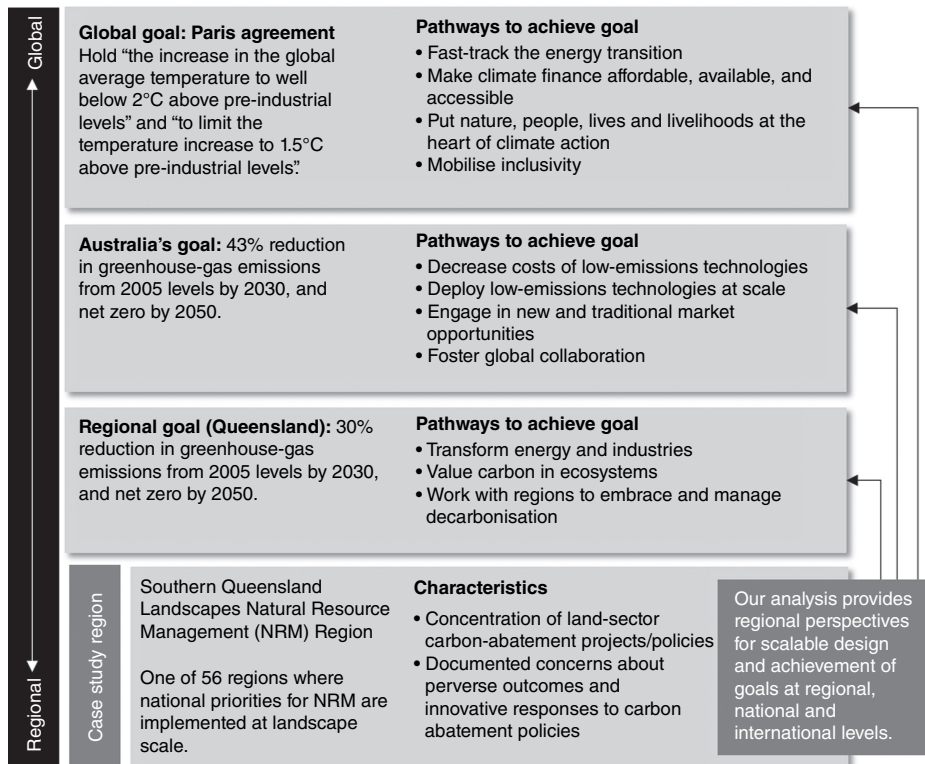 Global
Global goal: Paris agreement
Hold “the increase in the global
average temperature to well
below 2°C above pre-industrial
levels” and “to limit the
temperature increase to 1.5°C
above pre-industrial levels”.
Pathways to achieve goal
• Fast-track the energy transition
• Make climate finance affordable, available, and
accessible
• Put nature, people, lives and livelihoods at the
heart of climate action
• Mobilise inclusivity
Australia’s goal: 43% reduction
in greenhouse-gas emissions
from 2005 levels by 2030, and
net zero by 2050.
Pathways to achieve goal
• Decrease costs of low-emissions technologies
• Deploy low-emissions technologies at scale
• Engage in new and traditional market
opportunities
• Foster global collaboration
Regional goal (Queensland): 30%
reduction in greenhouse-gas
emissions from 2005 levels by 2030,
and net zero by 2050.
Pathways to achieve goal
• Transform energy and industries
• Value carbon in ecosystems
• Work with regions to embrace and manage
decarbonisation
Regional
Case study region
Southern Queensland
Landscapes Natural Resource
Management (NRM) Region
One of 56 regions where
national priorities for NRM are
implemented at landscape
scale.
Characteristics
• Concentration of land-sector
carbon-abatement projects/policies
• Documented concerns about
perverse outcomes and
innovative responses to carbon
abatement policies
Our analysis provides
regional perspectives
for scalable design
and achievement of
goals at regional,
national and
international levels.